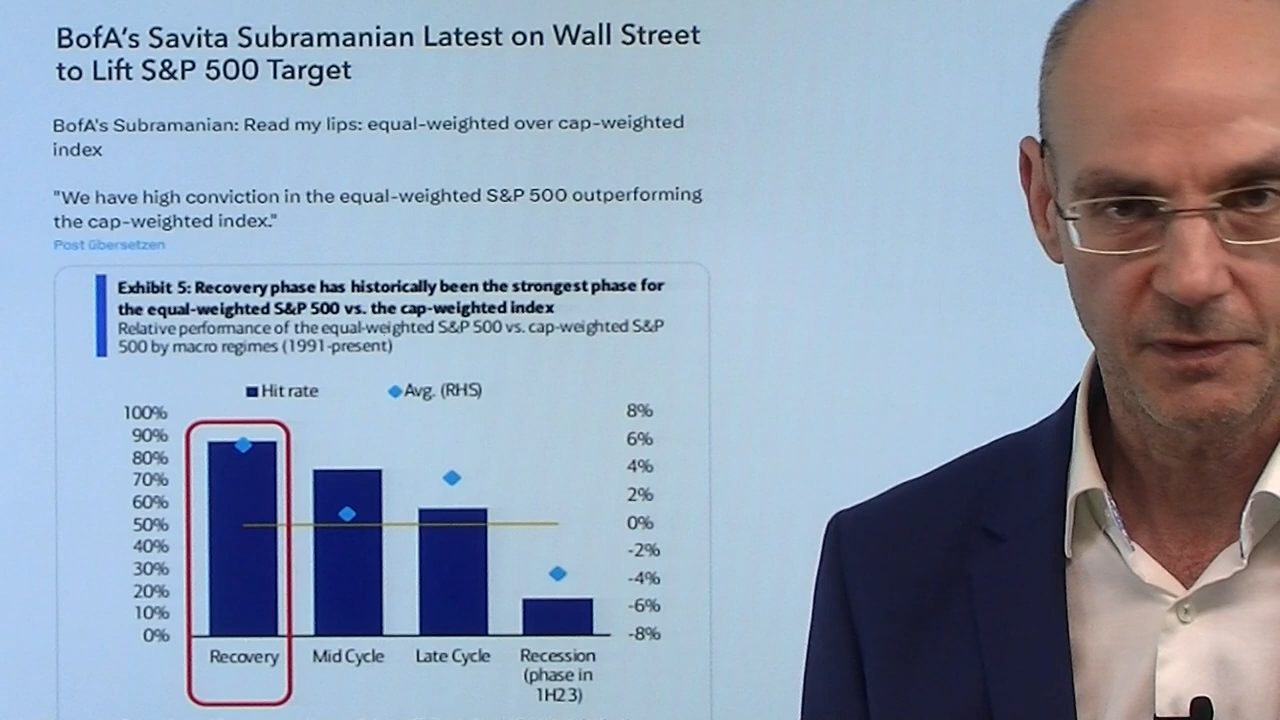 BofA's Savita Subramanian Latest on Wall Street
to Lift S&P 500 Target
BofA's Subramanian: Read my lips: equal-weighted over cap-weighted
index
"We have high conviction in the equal-weighted S&P 500 outperforming
the cap-weighted index."
Post übersetzen
Exhibit 5: Recovery phase has historically been the strongest phase for
the equal-weighted S&P 500 vs. the cap-weighted index
Relative performance of the equal-weighted S&P 500 vs. cap-weighted S&P
500 by macro regimes (1991-present)
Hit rate Avg. (RHS)
100% 8%
90% 6%
80% 4%
70% 2%
60% 0%
50% -2%
40% -4%
30% -6%
20% -8%
10%
0%
Recovery Mid Cycle Late Cycle Recession
(phase in
1H23)